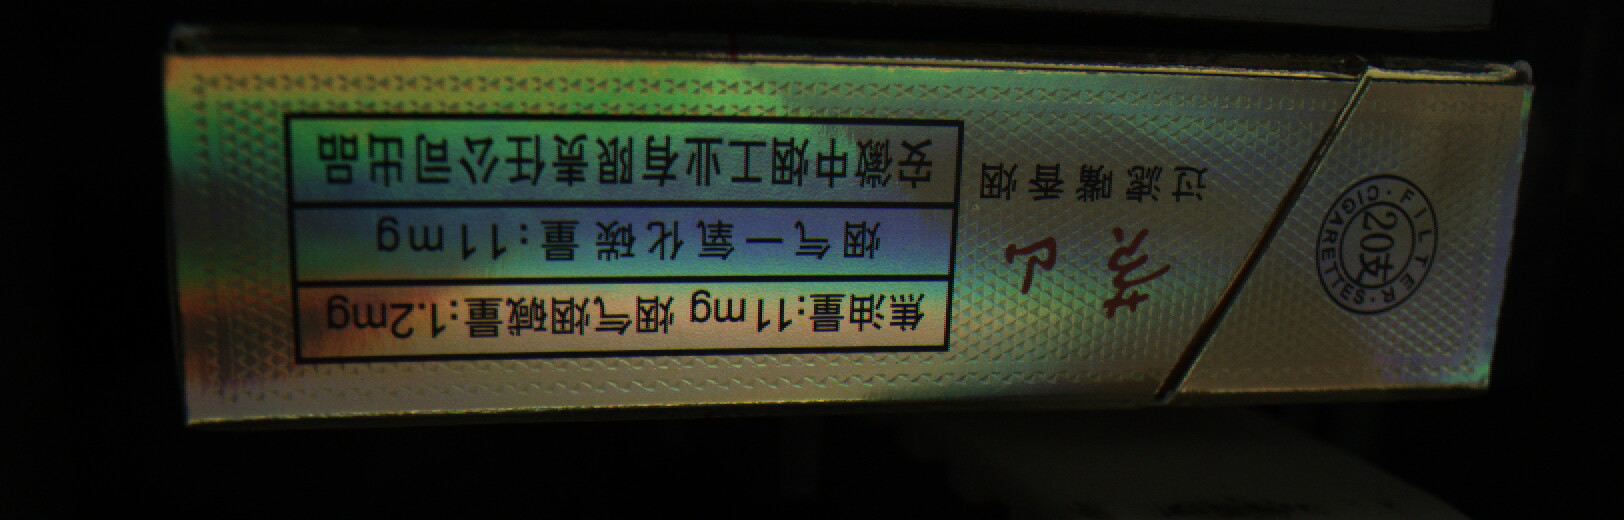 FILTER · CIGARETTES ·
20支
黄山
过滤嘴香烟
焦油量:11mg 烟气烟碱量:1.2mg
烟气一氧化碳量:11mg
安徽中烟工业有限责任公司出品